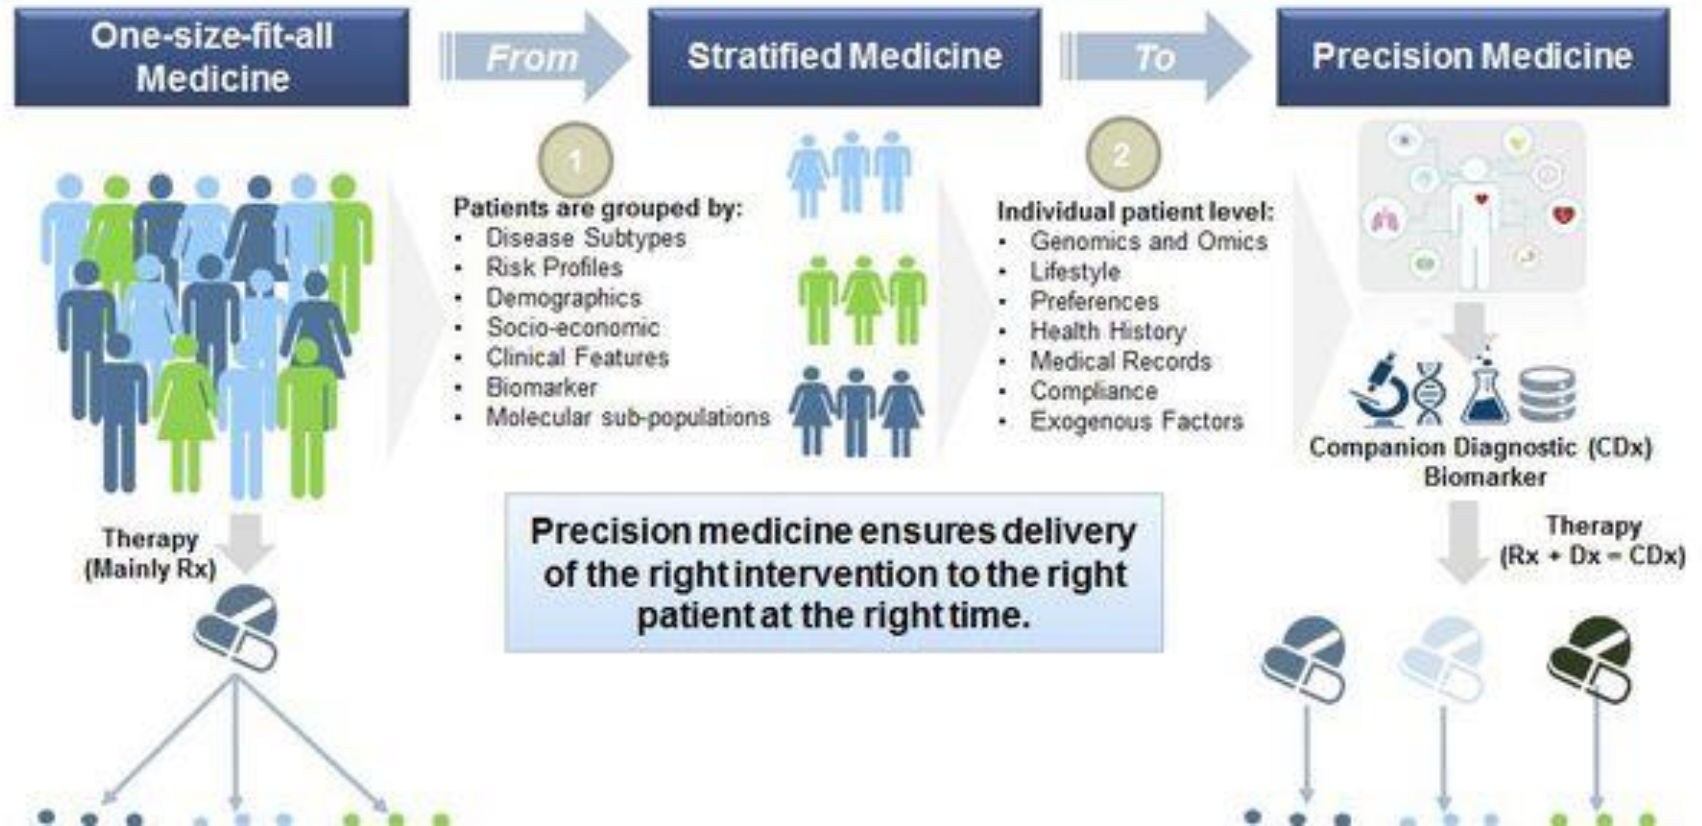 One-size-fit-all
Medicine
From
Stratified Medicine
To
Precision Medicine
1
Patients are grouped by:
• Disease Subtypes
• Risk Profiles
• Demographics
• Socio-economic
• Clinical Features
• Biomarker
• Molecular sub-populations
2
Individual patient level:
• Genomics and Omics
• Lifestyle
• Preferences
• Health History
• Medical Records
• Compliance
• Exogenous Factors
Companion Diagnostic (CDx)
Biomarker
Therapy
(Mainly Rx)
Precision medicine ensures delivery
of the right intervention to the right
patient at the right time.
Therapy
(Rx + Dx = CDx)